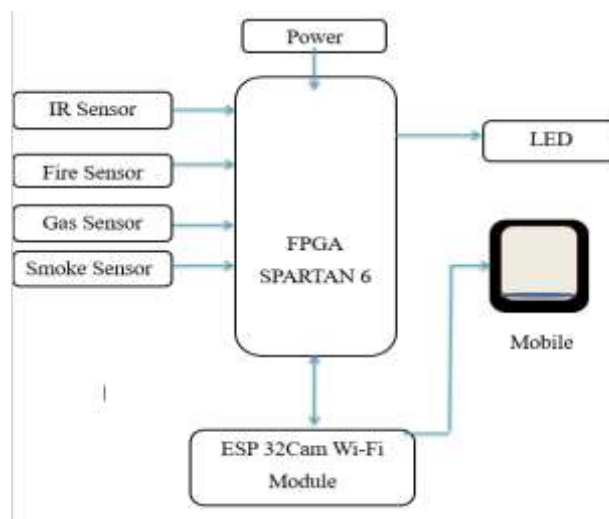 Power
IR Sensor
LED
Fire Sensor
Gas Sensor
FPGA
SPARTAN 6
Smoke Sensor
Mobile
ESP 32Cam Wi-Fi
Module